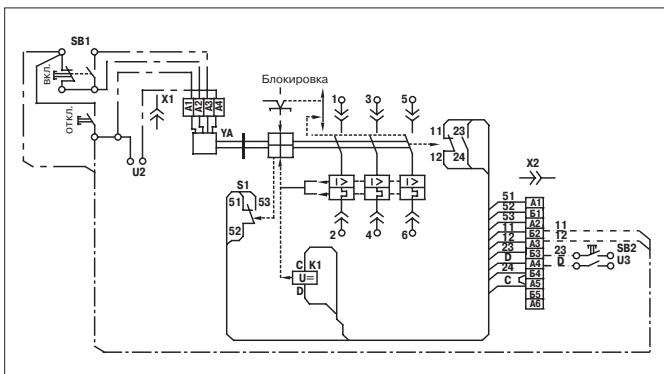 SB1
ВКЛ.
ОТКЛ.
X1
A1 A2 A3 A4
YA
U2
Блокировка
1 3 5
11 23
12 24
I> I> I>
2 4 6
S1
51 53
52
C K1
U=
D
X2
51 A1
52 Б1
53 A2
11 Б2 11
12 A3 12
23 Б3 23 SB2
D A4 D U3
24 Б4
C A5
Б5
A6